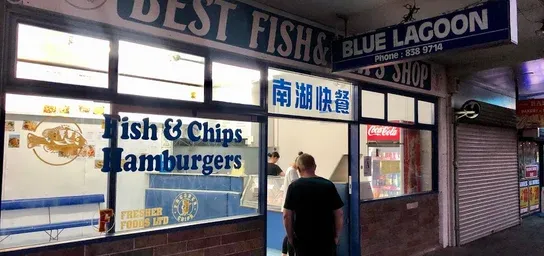 BEST FISH & CHIPS SHOP
BLUE LAGOON
Phone : 838 9714
南湖快餐
Fish & Chips
Hamburgers
Coca-Cola
FRESHER
FOODS LTD